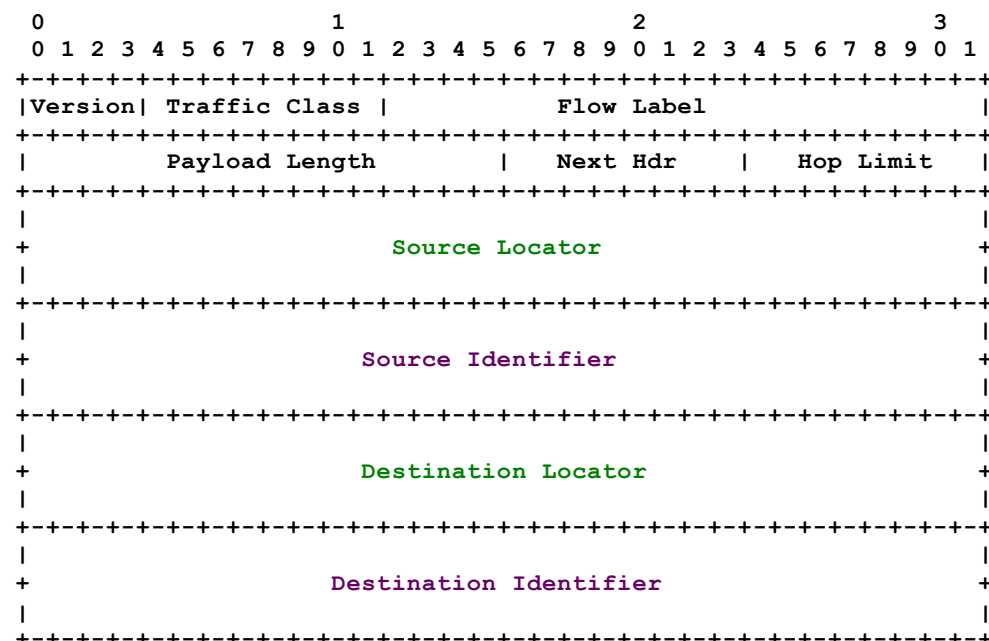 0                   1                   2                   3
0 1 2 3 4 5 6 7 8 9 0 1 2 3 4 5 6 7 8 9 0 1 2 3 4 5 6 7 8 9 0 1
+-+-+-+-+-+-+-+-+-+-+-+-+-+-+-+-+-+-+-+-+-+-+-+-+-+-+-+-+-+-+-+-+
|Version| Traffic Class |           Flow Label                  |
+-+-+-+-+-+-+-+-+-+-+-+-+-+-+-+-+-+-+-+-+-+-+-+-+-+-+-+-+-+-+-+-+
|         Payload Length        |   Next Hdr    |   Hop Limit   |
+-+-+-+-+-+-+-+-+-+-+-+-+-+-+-+-+-+-+-+-+-+-+-+-+-+-+-+-+-+-+-+-+
|                                                               |
+                        Source Locator                         +
|                                                               |
+-+-+-+-+-+-+-+-+-+-+-+-+-+-+-+-+-+-+-+-+-+-+-+-+-+-+-+-+-+-+-+-+
|                                                               |
+                      Source Identifier                        +
|                                                               |
+-+-+-+-+-+-+-+-+-+-+-+-+-+-+-+-+-+-+-+-+-+-+-+-+-+-+-+-+-+-+-+-+
|                                                               |
+                      Destination Locator                      +
|                                                               |
+-+-+-+-+-+-+-+-+-+-+-+-+-+-+-+-+-+-+-+-+-+-+-+-+-+-+-+-+-+-+-+-+
|                                                               |
+                    Destination Identifier                     +
|                                                               |
+-+-+-+-+-+-+-+-+-+-+-+-+-+-+-+-+-+-+-+-+-+-+-+-+-+-+-+-+-+-+-+-+